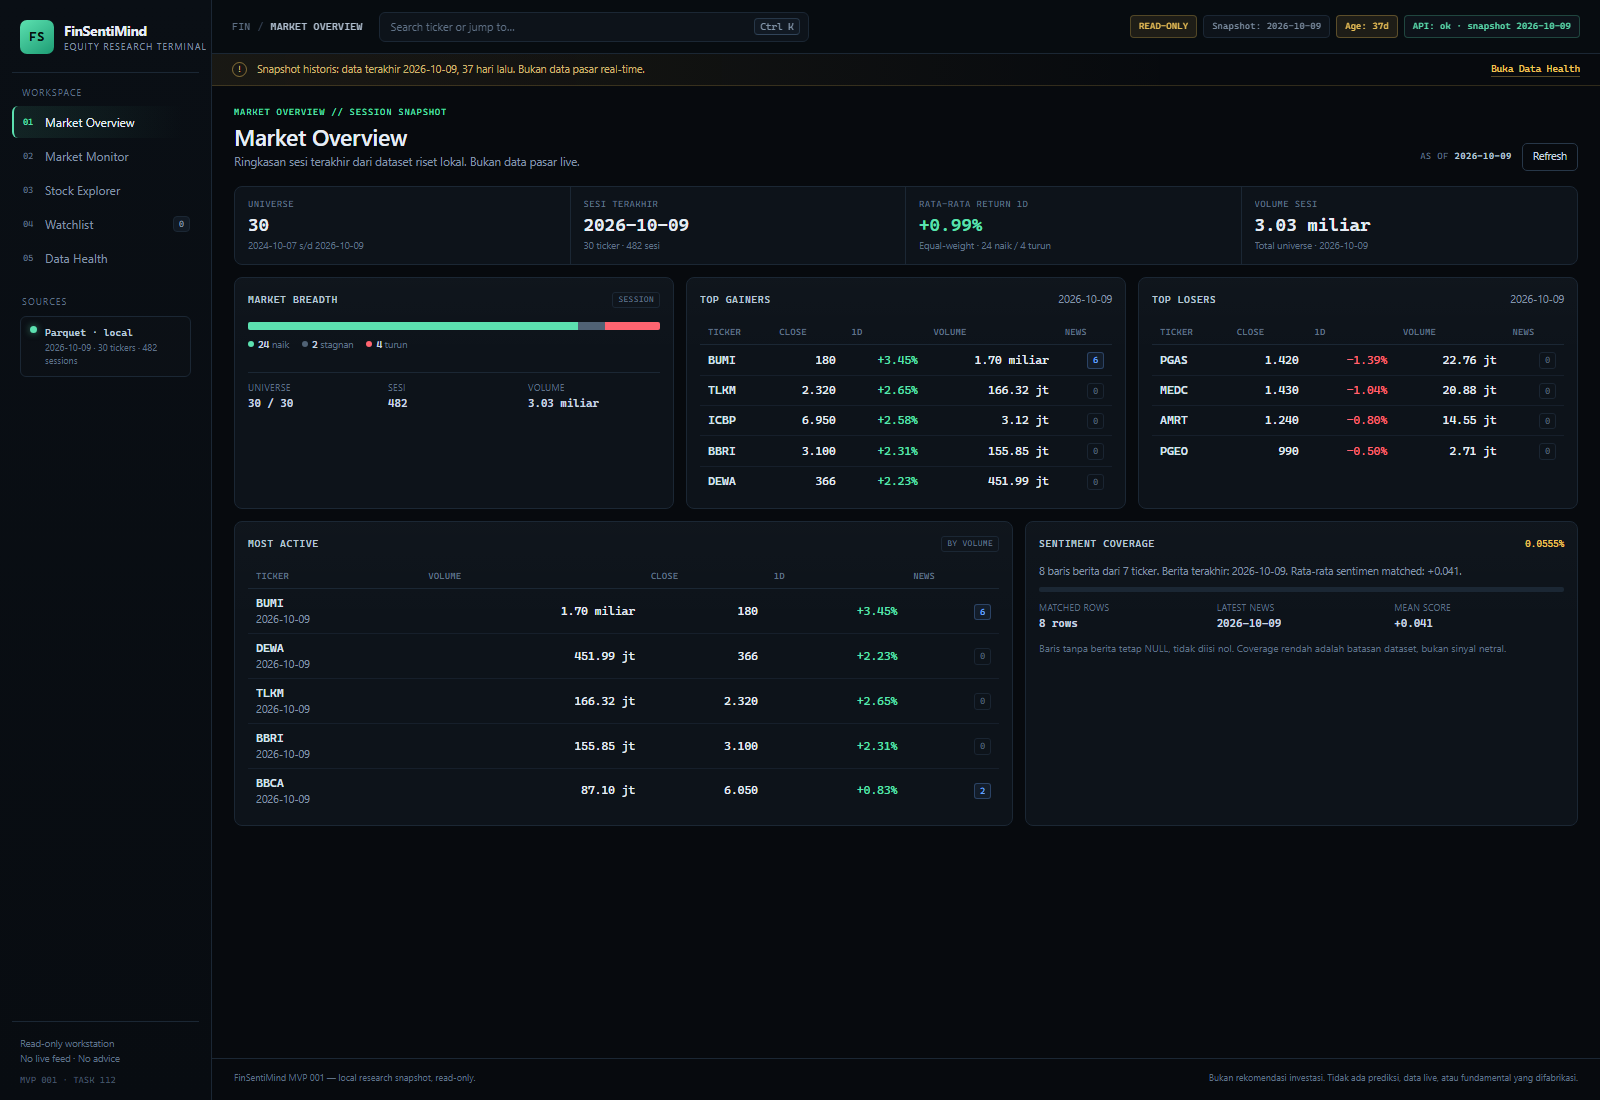 FS
FinSentiMind
EQUITY RESEARCH TERMINAL
WORKSPACE
01 Market Overview
02 Market Monitor
03 Stock Explorer
04 Watchlist 0
05 Data Health
SOURCES
Parquet · local
2026-10-09 · 30 tickers · 482
sessions
Read-only workstation
No live feed · No advice
MVP 001 · TASK 112
FIN / MARKET OVERVIEW
Search ticker or jump to... Ctrl K
READ-ONLY
Snapshot: 2026-10-09
Age: 37d
API: ok · snapshot 2026-10-09
! Snapshot historis: data terakhir 2026-10-09, 37 hari lalu. Bukan data pasar real-time.
Buka Data Health
MARKET OVERVIEW // SESSION SNAPSHOT
Market Overview
Ringkasan sesi terakhir dari dataset riset lokal. Bukan data pasar live.
AS OF 2026-10-09 Refresh
UNIVERSE
30
2024-10-07 s/d 2026-10-09
SESI TERAKHIR
2026-10-09
30 ticker · 482 sesi
RATA-RATA RETURN 1D
+0.99%
Equal-weight · 24 naik / 4 turun
VOLUME SESI
3.03 miliar
Total universe · 2026-10-09
MARKET BREADTH SESSION
24 naik 2 stagnan 4 turun
UNIVERSE SESI VOLUME
30 / 30 482 3.03 miliar
TOP GAINERS 2026-10-09
TICKER CLOSE 1D VOLUME NEWS
BUMI 180 +3.45% 1.70 miliar 6
TLKM 2.320 +2.65% 166.32 jt 0
ICBP 6.950 +2.58% 3.12 jt 0
BBRI 3.100 +2.31% 155.85 jt 0
DEWA 366 +2.23% 451.99 jt 0
TOP LOSERS 2026-10-09
TICKER CLOSE 1D VOLUME NEWS
PGAS 1.420 −1.39% 22.76 jt 0
MEDC 1.430 −1.04% 20.88 jt 0
AMRT 1.240 −0.80% 14.55 jt 0
PGEO 990 −0.50% 2.71 jt 0
MOST ACTIVE BY VOLUME
TICKER VOLUME CLOSE 1D NEWS
BUMI 1.70 miliar 180 +3.45% 6
2026-10-09
DEWA 451.99 jt 366 +2.23% 0
2026-10-09
TLKM 166.32 jt 2.320 +2.65% 0
2026-10-09
BBRI 155.85 jt 3.100 +2.31% 0
2026-10-09
BBCA 87.10 jt 6.050 +0.83% 2
2026-10-09
SENTIMENT COVERAGE 0.0555%
8 baris berita dari 7 ticker. Berita terakhir: 2026-10-09. Rata-rata sentimen matched: +0.041.
MATCHED ROWS LATEST NEWS MEAN SCORE
8 rows 2026-10-09 +0.041
Baris tanpa berita tetap NULL, tidak diisi nol. Coverage rendah adalah batasan dataset, bukan sinyal netral.
FinSentiMind MVP 001 — local research snapshot, read-only.
Bukan rekomendasi investasi. Tidak ada prediksi, data live, atau fundamental yang difabrikasi.